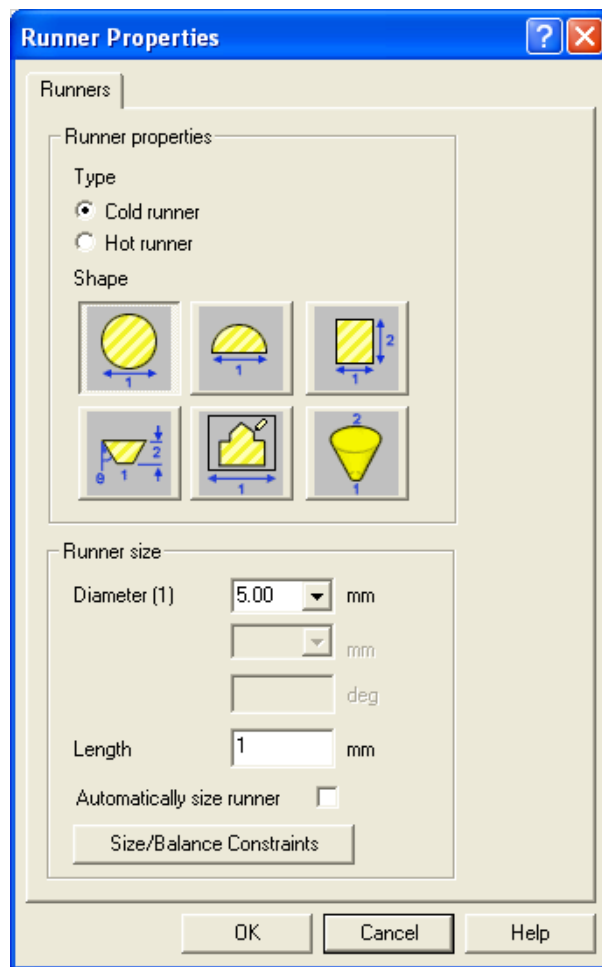 Runner Properties
?
Runners
Runner properties
Type
Cold runner
Hot runner
Shape
1
1
1 2
θ 1 2
1
2
1
Runner size
Diameter (1) 5.00 mm
mm
deg
Length 1 mm
Automatically size runner
Size/Balance Constraints
OK Cancel Help